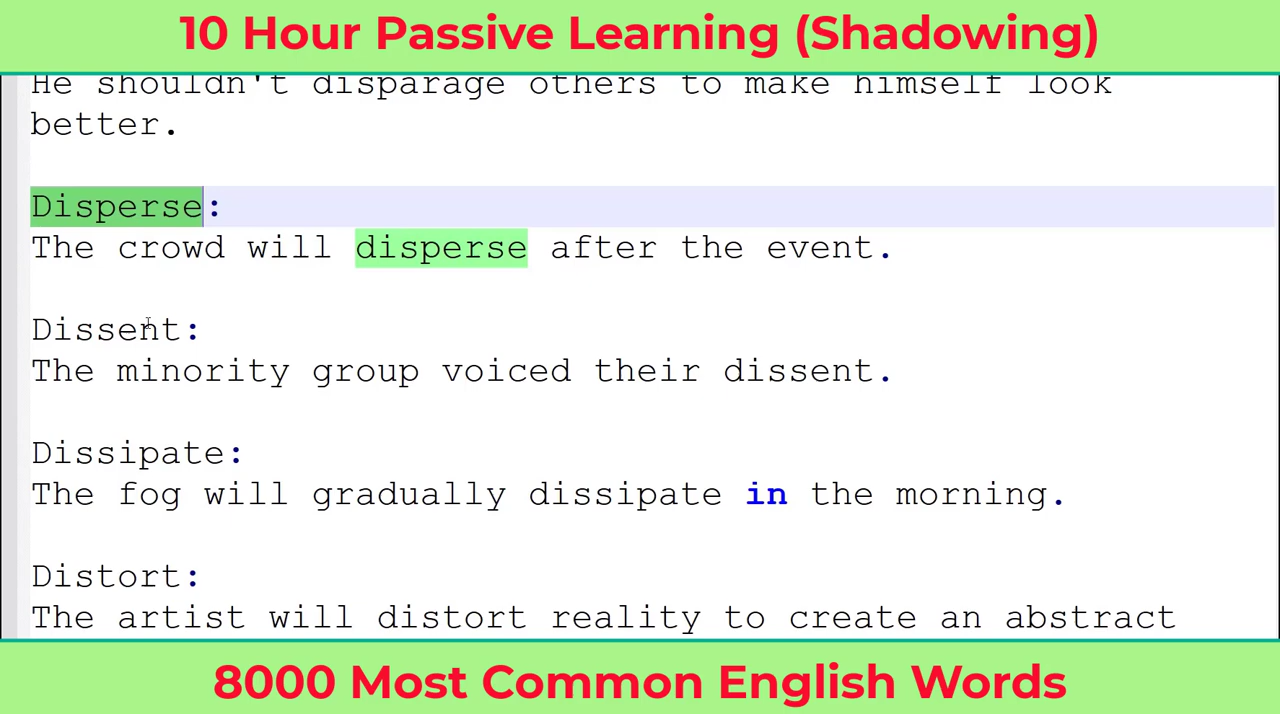 10 Hour Passive Learning (Shadowing)
He shouldn't disparage others to make himself look
better.
Disperse:
The crowd will disperse after the event.
Dissent:
The minority group voiced their dissent.
Dissipate:
The fog will gradually dissipate in the morning.
Distort:
The artist will distort reality to create an abstract
8000 Most Common English Words